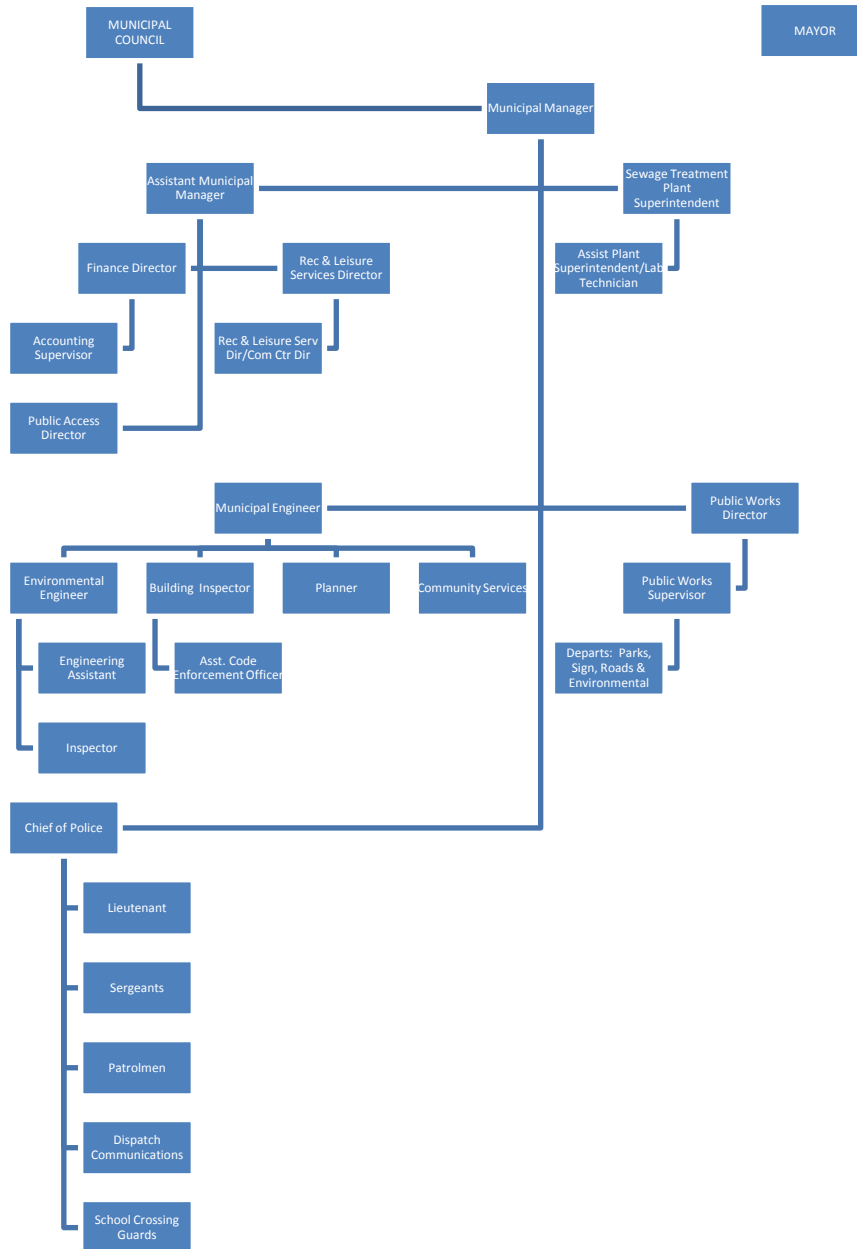 MUNICIPAL
COUNCIL
MAYOR
Municipal Manager
Assistant Municipal
Manager
Sewage Treatment
Plant
Superintendent
Finance Director
Rec & Leisure
Services Director
Assist Plant
Superintendent/Lab
Technician
Accounting
Supervisor
Rec & Leisure Serv
Dir/Com Ctr Dir
Public Access
Director
Municipal Engineer
Public Works
Director
Environmental
Engineer
Building Inspector
Planner
Community Services
Public Works
Supervisor
Engineering
Assistant
Asst. Code
Enforcement Officer
Departs: Parks,
Sign, Roads &
Environmental
Inspector
Chief of Police
Lieutenant
Sergeants
Patrolmen
Dispatch
Communications
School Crossing
Guards